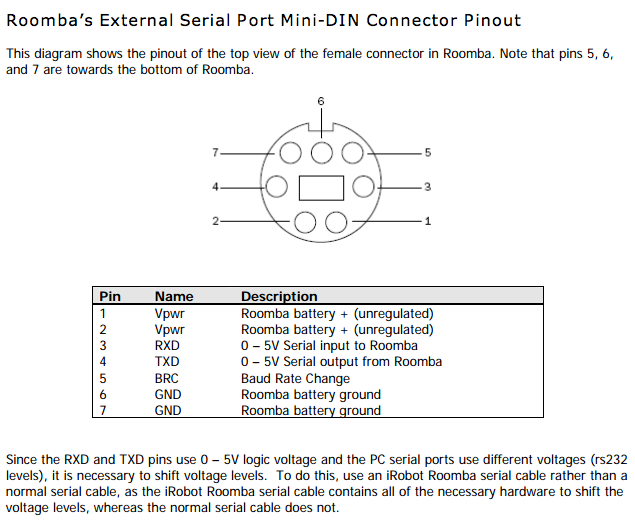 Roomba's External Serial Port Mini-DIN Connector Pinout
This diagram shows the pinout of the top view of the female connector in Roomba. Note that pins 5, 6,
and 7 are towards the bottom of Roomba.
6
7 5
4 3
2 1
Pin Name Description
1 Vpwr Roomba battery + (unregulated)
2 Vpwr Roomba battery + (unregulated)
3 RXD 0 – 5V Serial input to Roomba
4 TXD 0 – 5V Serial output from Roomba
5 BRC Baud Rate Change
6 GND Roomba battery ground
7 GND Roomba battery ground
Since the RXD and TXD pins use 0 – 5V logic voltage and the PC serial ports use different voltages (rs232
levels), it is necessary to shift voltage levels. To do this, use an iRobot Roomba serial cable rather than a
normal serial cable, as the iRobot Roomba serial cable contains all of the necessary hardware to shift the
voltage levels, whereas the normal serial cable does not.